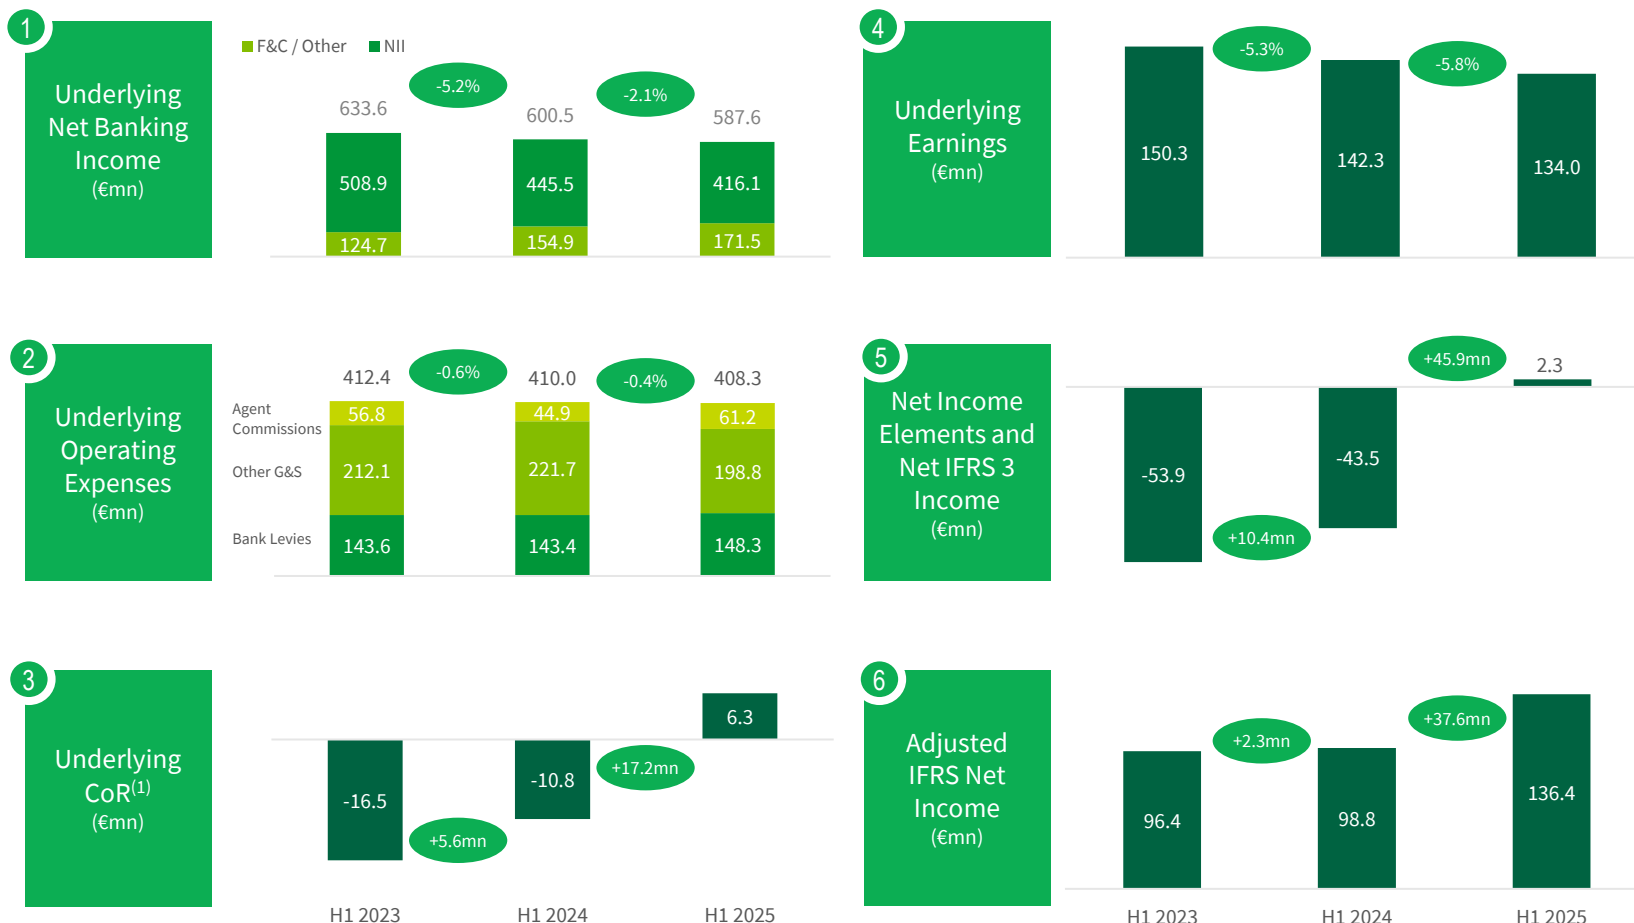 1
Underlying
Net Banking
Income
(€mn)
F&C / Other
NII
-5.2%
-2.1%
633.6
600.5
587.6
508.9
445.5
416.1
124.7
154.9
171.5
2
Underlying
Operating
Expenses
(€mn)
-0.6%
-0.4%
412.4
410.0
408.3
Agent
Commissions
56.8
44.9
61.2
Other G&S
212.1
221.7
198.8
Bank Levies
143.6
143.4
148.3
3
Underlying
CoR(1)
(€mn)
6.3
-16.5
-10.8
+17.2mn
+5.6mn
H1 2023
H1 2024
H1 2025
4
Underlying
Earnings
(€mn)
-5.3%
-5.8%
150.3
142.3
134.0
5
Net Income
Elements and
Net IFRS 3
Income
(€mn)
+45.9mn
2.3
-53.9
-43.5
+10.4mn
6
Adjusted
IFRS Net
Income
(€mn)
+2.3mn
+37.6mn
96.4
98.8
136.4
H1 2023
H1 2024
H1 2025